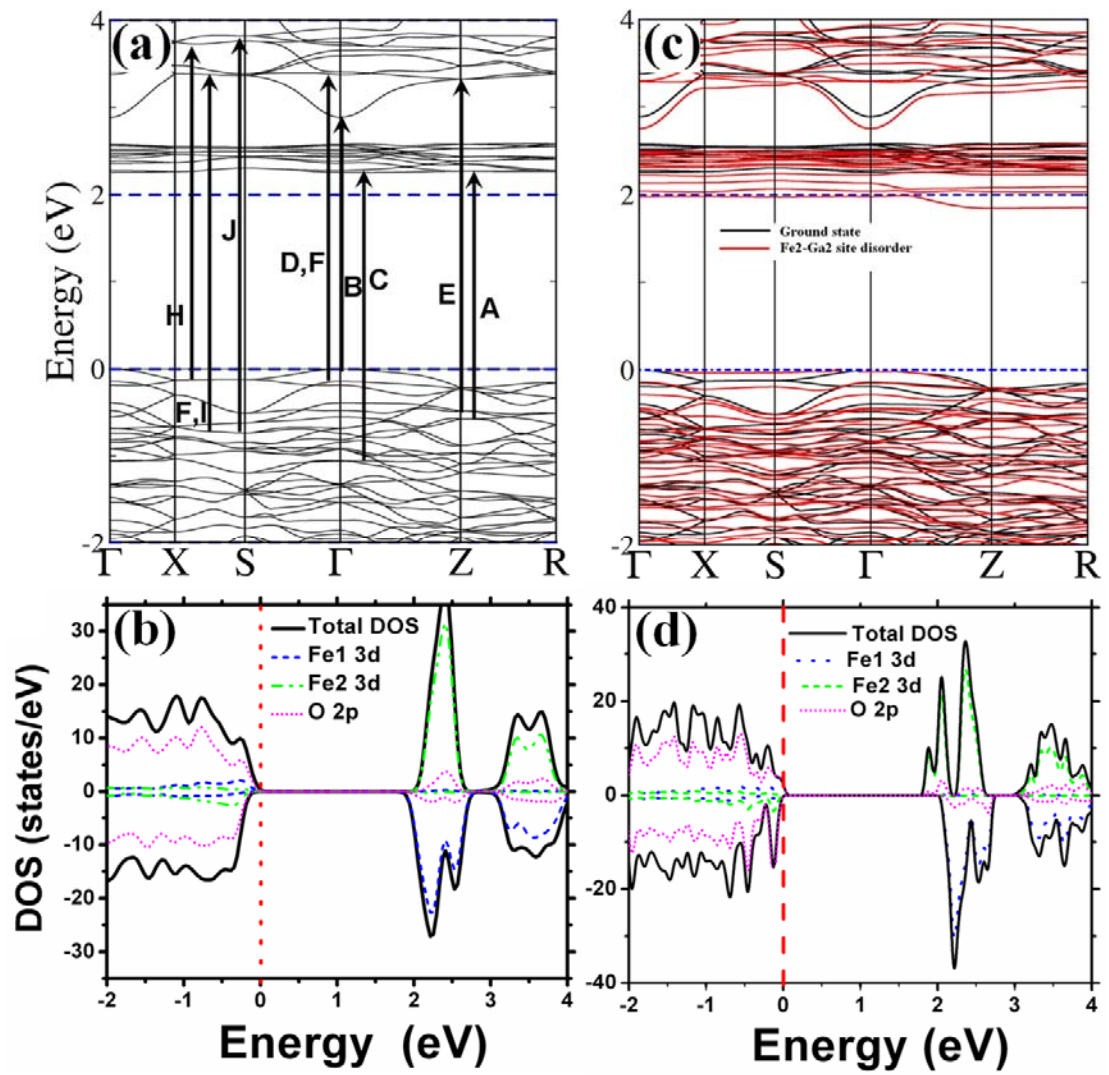 (a)
Energy (eV)
4
2
0
-2
H
F,I
J
D,F
B
C
E
A
Γ X S Γ Z R
(c)
Ground state
Fe2-Ga2 site disorder
4
2
0
-2
Γ X S Γ Z R
(b)
DOS (states/eV)
Total DOS
Fe1 3d
Fe2 3d
O 2p
30
20
10
0
-10
-20
-30
-2 -1 0 1 2 3 4
Energy (eV)
(d)
Total DOS
Fe1 3d
Fe2 3d
O 2p
40
20
0
-20
-40
-2 -1 0 1 2 3 4
Energy (eV)